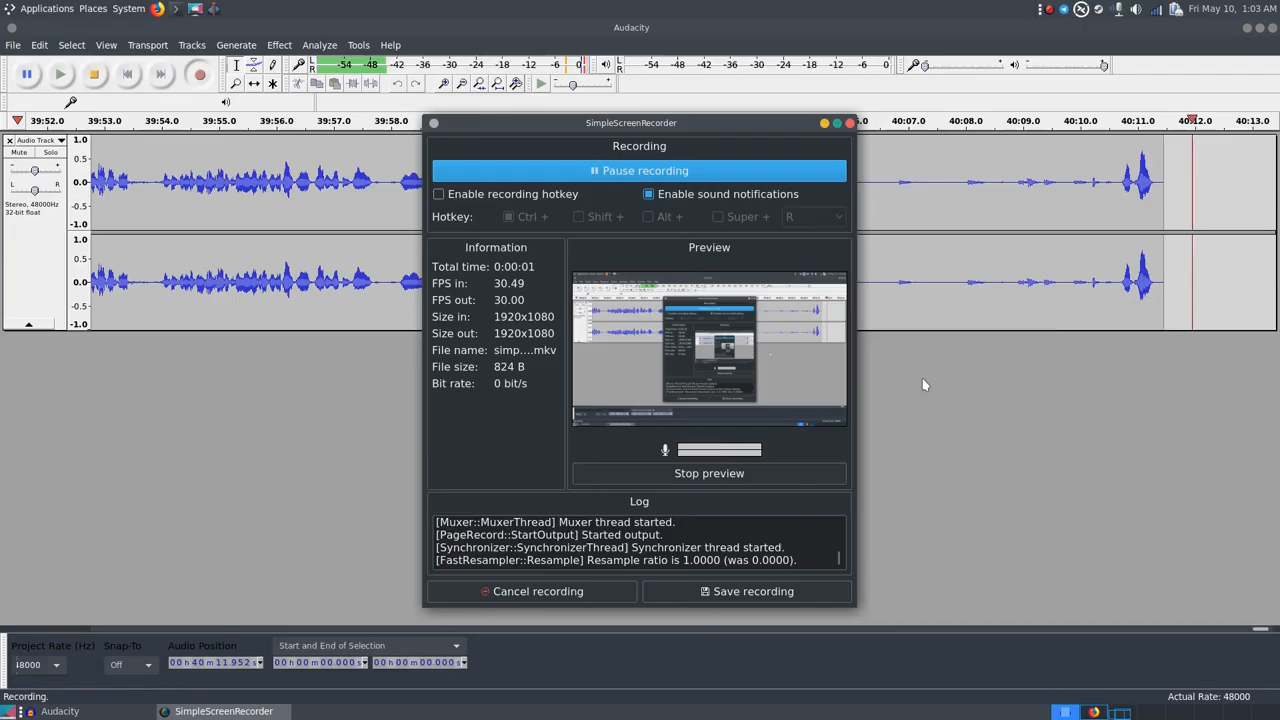 Applications Places System
Fri May 10, 1:03 AM
Audacity
File Edit Select View Transport Tracks Generate Effect Analyze Tools Help
L R -54 -48 -42 -36 -30 -24 -18 -12 -6 0
L R -54 -48 -42 -36 -30 -24 -18 -12 -6 0
39:52.0 39:53.0 39:54.0 39:55.0 39:56.0 39:57.0 39:58.0
40:07.0 40:08.0 40:09.0 40:10.0 40:11.0 40:12.0 40:13.0
Audio Track
Mute Solo
- +
L R
Stereo, 48000Hz
32-bit float
1.0
0.5
0.0
-0.5
-1.0
1.0
0.5
0.0
-0.5
-1.0
SimpleScreenRecorder
Recording
Pause recording
Enable recording hotkey
Enable sound notifications
Hotkey: Ctrl + Shift + Alt + Super + R
Information
Total time: 0:00:01
FPS in: 30.49
FPS out: 30.00
Size in: 1920x1080
Size out: 1920x1080
File name: simp....mkv
File size: 824 B
Bit rate: 0 bit/s
Preview
Stop preview
Log
[Muxer::MuxerThread] Muxer thread started.
[PageRecord::StartOutput] Started output.
[Synchronizer::SynchronizerThread] Synchronizer thread started.
[FastResampler::Resample] Resample ratio is 1.0000 (was 0.0000).
Cancel recording
Save recording
Project Rate (Hz) Snap-To Audio Position Start and End of Selection
48000 Off 00 h 40 m 11.952 s 00 h 00 m 00.000 s 00 h 00 m 00.000 s
Recording.
Actual Rate: 48000
Audacity
SimpleScreenRecorder